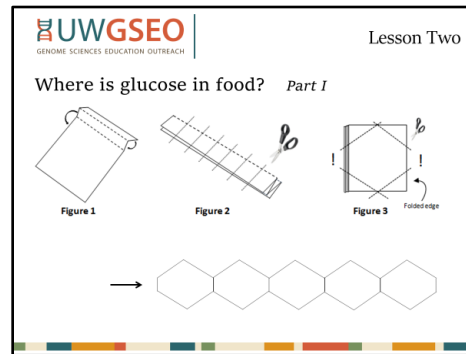 UWGSEO
GENOME SCIENCES EDUCATION OUTREACH
Lesson Two
Where is glucose in food? Part I
! !
Folded edge
Figure 1 Figure 2 Figure 3